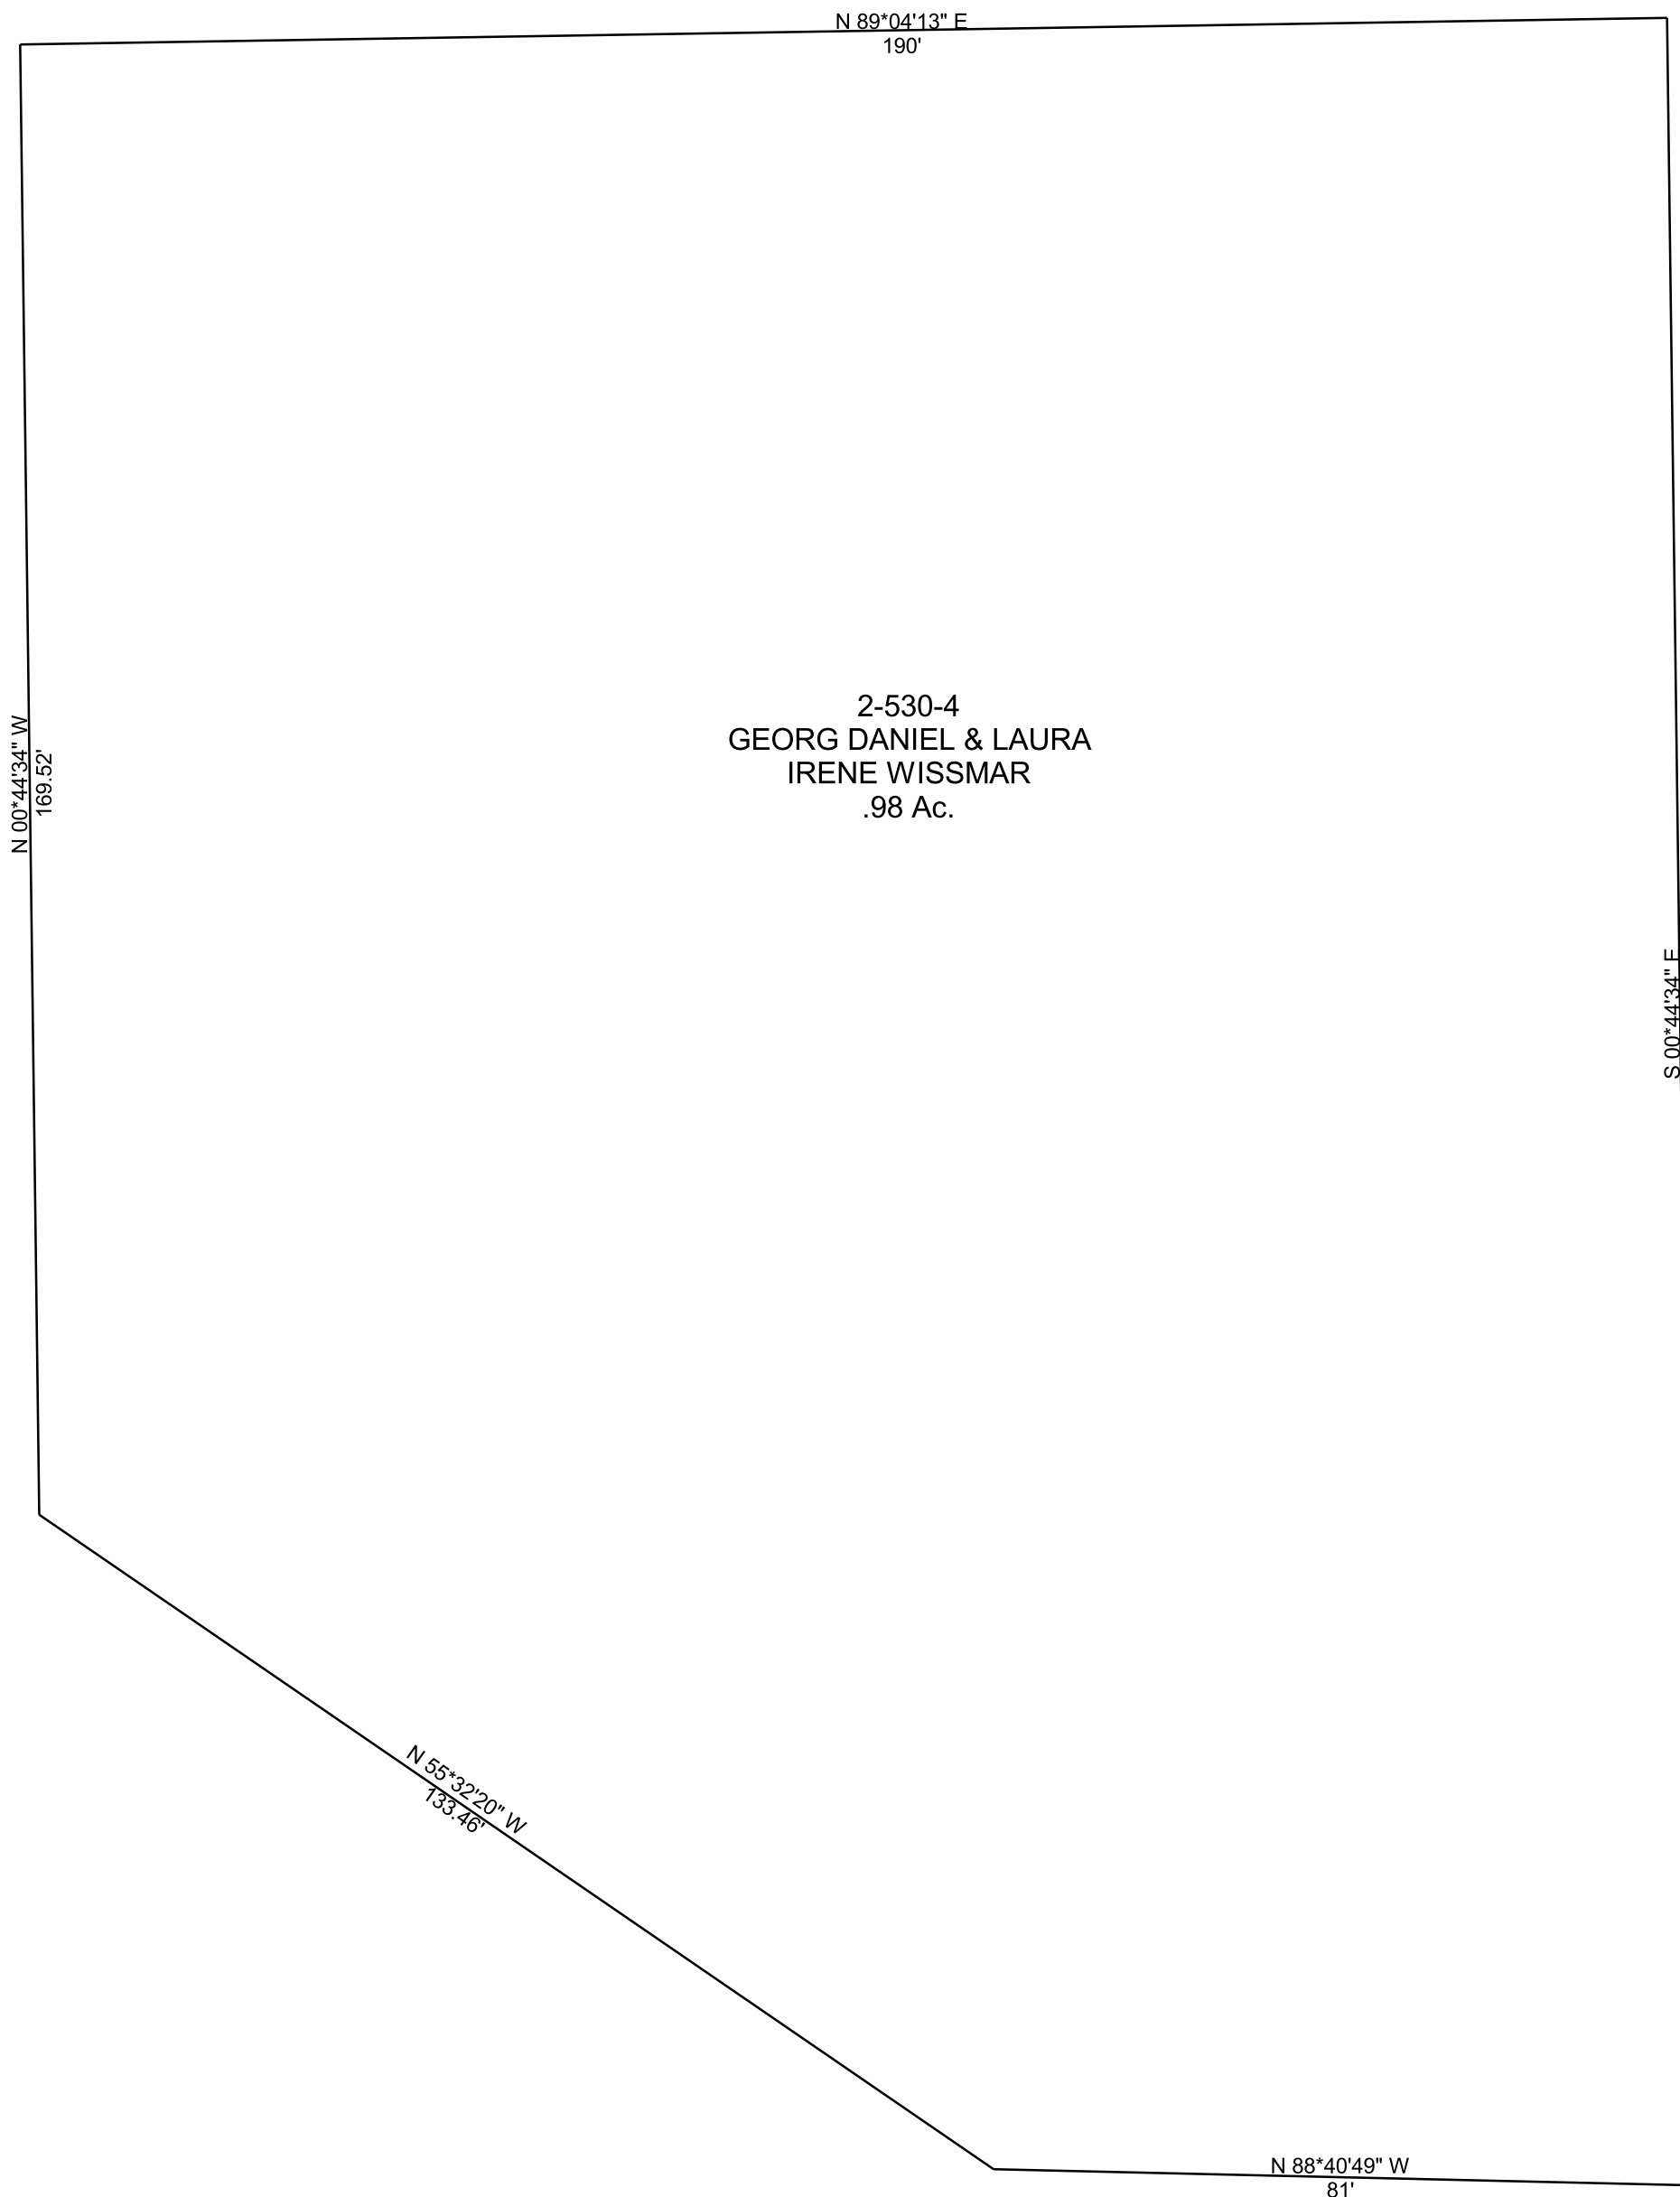 N 89*04'13" E
190'
N 00*44'34" W
169.52'
2-530-4
GEORG DANIEL & LAURA
IRENE WISSMAR
.98 Ac.
S 00*44'34" E
N 55*32'20" W
133.46'
N 88*40'49" W
81'